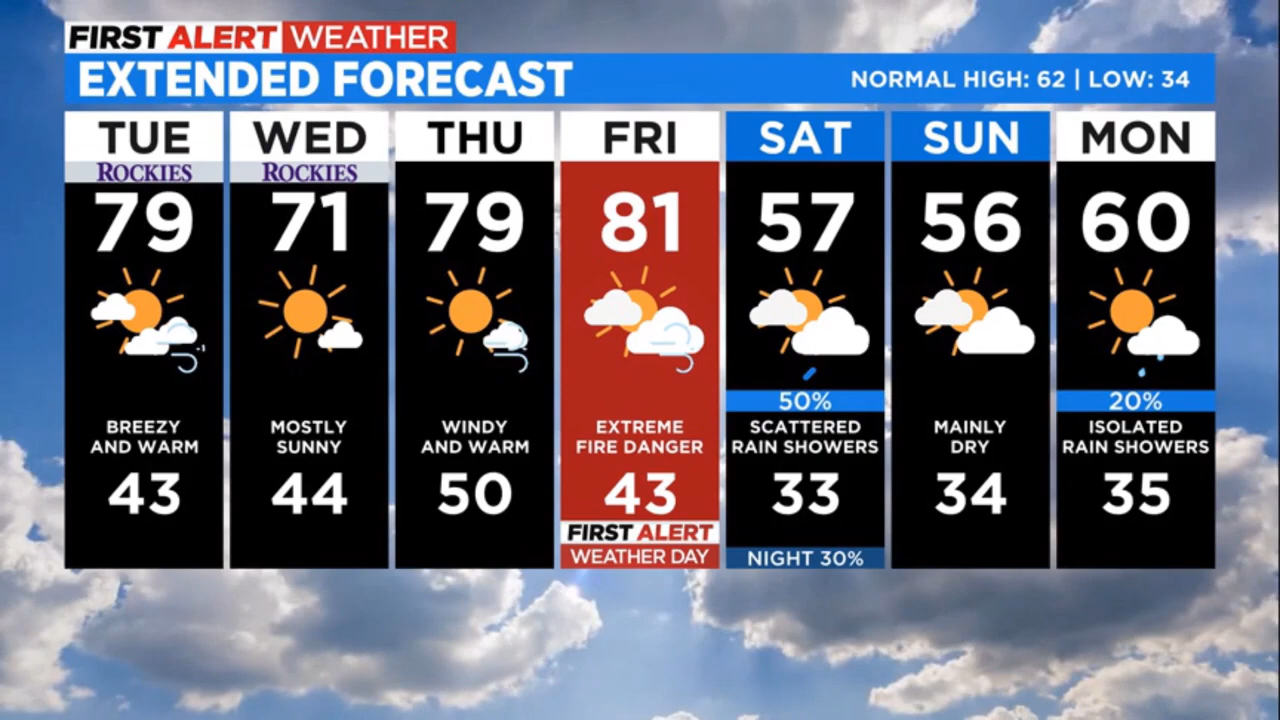 FIRST ALERT WEATHER
EXTENDED FORECAST
NORMAL HIGH: 62 | LOW: 34
TUE
ROCKIES
79
BREEZY
AND WARM
43
WED
ROCKIES
71
MOSTLY
SUNNY
44
THU
79
WINDY
AND WARM
50
FRI
81
EXTREME
FIRE DANGER
43
FIRST ALERT
WEATHER DAY
SAT
57
50%
SCATTERED
RAIN SHOWERS
33
NIGHT 30%
SUN
56
MAINLY
DRY
34
MON
60
20%
ISOLATED
RAIN SHOWERS
35